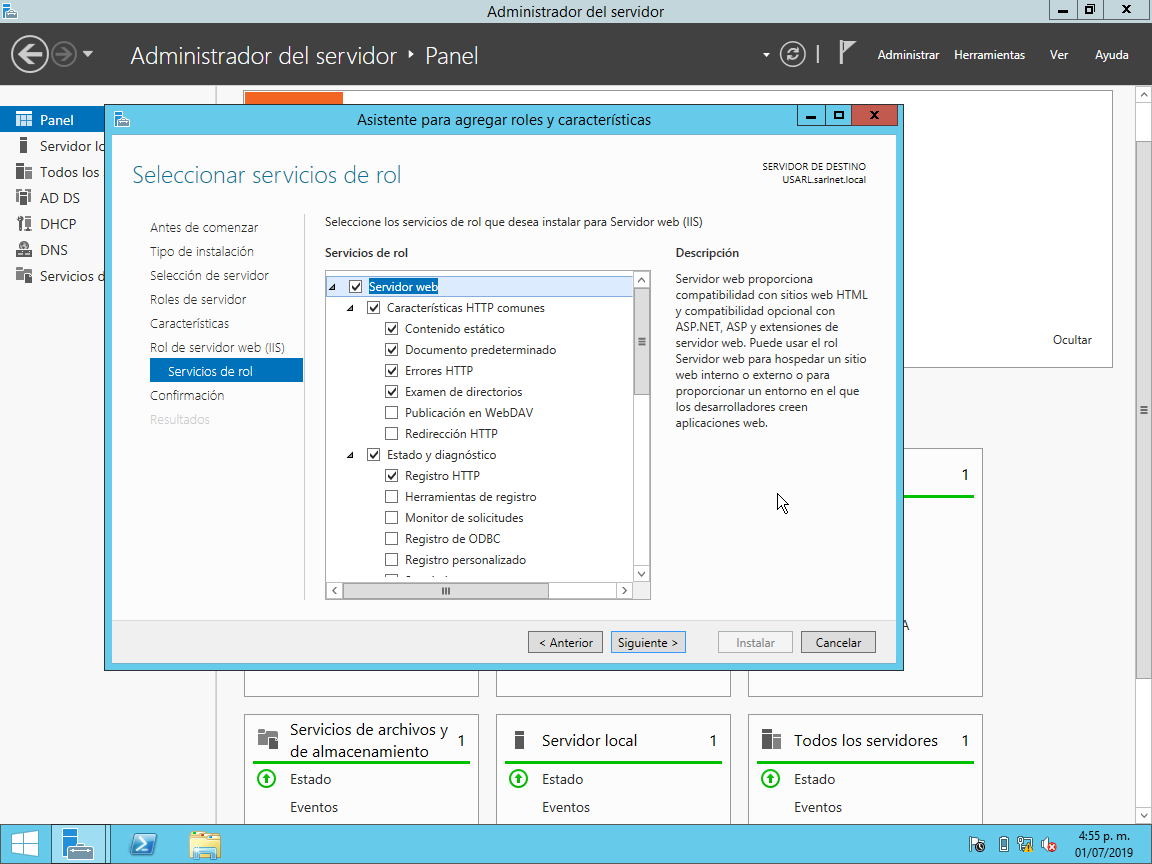 Administrador del servidor
Administrador del servidor
Panel
Administrar
Herramientas
Ver
Ayuda
Panel
Servidor lo
Todos los
AD DS
DHCP
DNS
Servicios d
Asistente para agregar roles y características
Seleccionar servicios de rol
SERVIDOR DE DESTINO
USARL.sarlnet.local
Antes de comenzar
Tipo de instalación
Selección de servidor
Roles de servidor
Características
Rol de servidor web (IIS)
Servicios de rol
Confirmación
Resultados
Seleccione los servicios de rol que desea instalar para Servidor web (IIS)
Servicios de rol
Servidor web
Características HTTP comunes
Contenido estático
Documento predeterminado
Errores HTTP
Examen de directorios
Publicación en WebDAV
Redirección HTTP
Estado y diagnóstico
Registro HTTP
Herramientas de registro
Monitor de solicitudes
Registro de ODBC
Registro personalizado
Descripción
Servidor web proporciona
compatibilidad con sitios web HTML
y compatibilidad opcional con
ASP.NET, ASP y extensiones de
servidor web. Puede usar el rol
Servidor web para hospedar un sitio
web interno o externo o para
proporcionar un entorno en el que
los desarrolladores creen
aplicaciones web.
< Anterior
Siguiente >
Instalar
Cancelar
Ocultar
1
A
Servicios de archivos y
de almacenamiento
1
Estado
Eventos
Servidor local
1
Estado
Eventos
Todos los servidores
1
Estado
Eventos
4:55 p. m.
01/07/2019